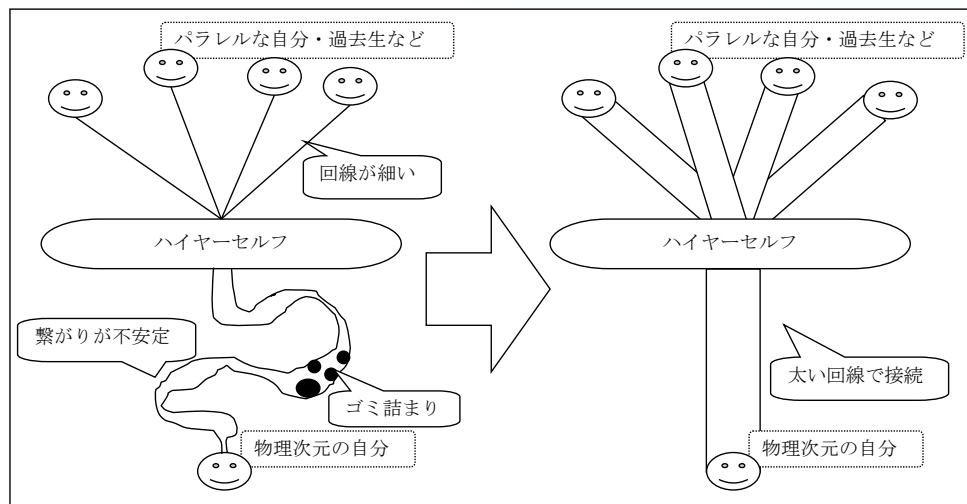 パラレルな自分・過去生など
回線が細い
ハイヤーセルフ
繋がりが不安定
ゴミ詰まり
物理次元の自分
パラレルな自分・過去生など
ハイヤーセルフ
太い回線で接続
物理次元の自分